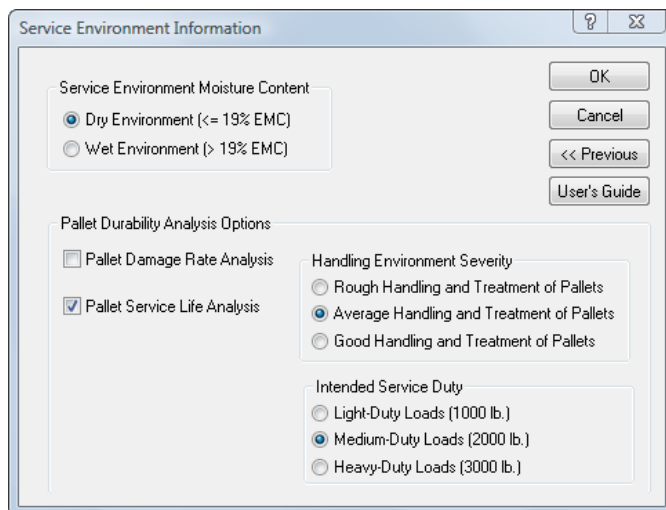 Service Environment Information
Service Environment Moisture Content
Dry Environment (<= 19% EMC)
Wet Environment (> 19% EMC)
OK
Cancel
<< Previous
User's Guide
Pallet Durability Analysis Options
Pallet Damage Rate Analysis
Pallet Service Life Analysis
Handling Environment Severity
Rough Handling and Treatment of Pallets
Average Handling and Treatment of Pallets
Good Handling and Treatment of Pallets
Intended Service Duty
Light-Duty Loads (1000 lb.)
Medium-Duty Loads (2000 lb.)
Heavy-Duty Loads (3000 lb.)